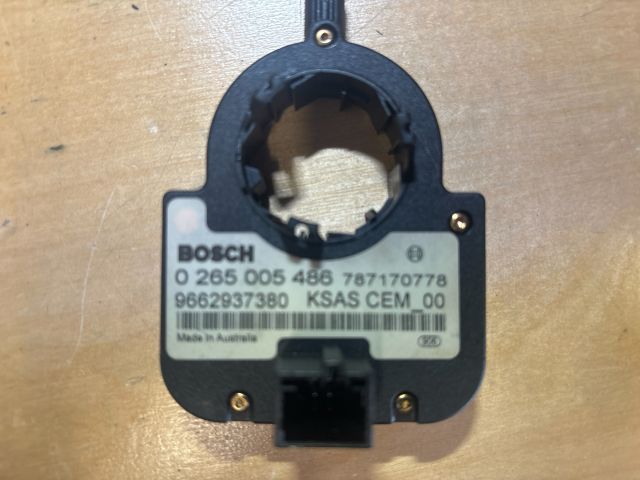 BOSCH
0 265 005 486 787170778
9662937380 KSAS CEM_00
Made in Australia